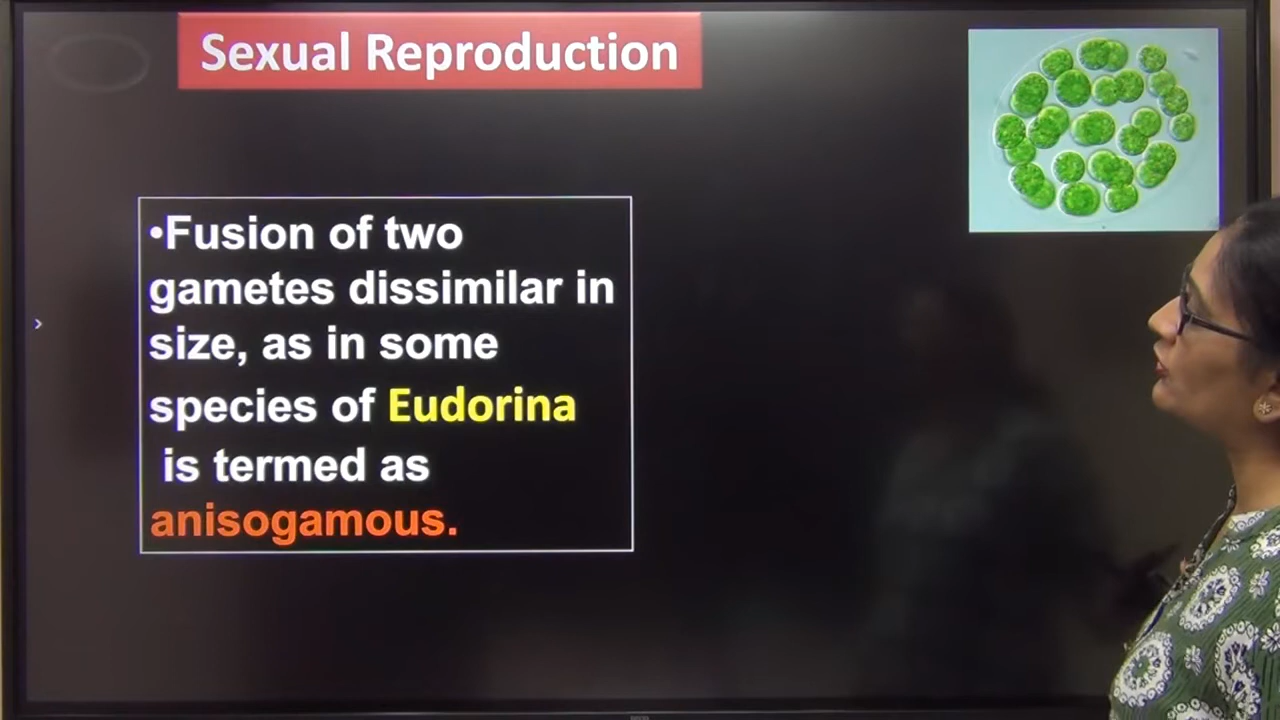 Sexual Reproduction
•Fusion of two
gametes dissimilar in
size, as in some
species of Eudorina
is termed as
anisogamous.